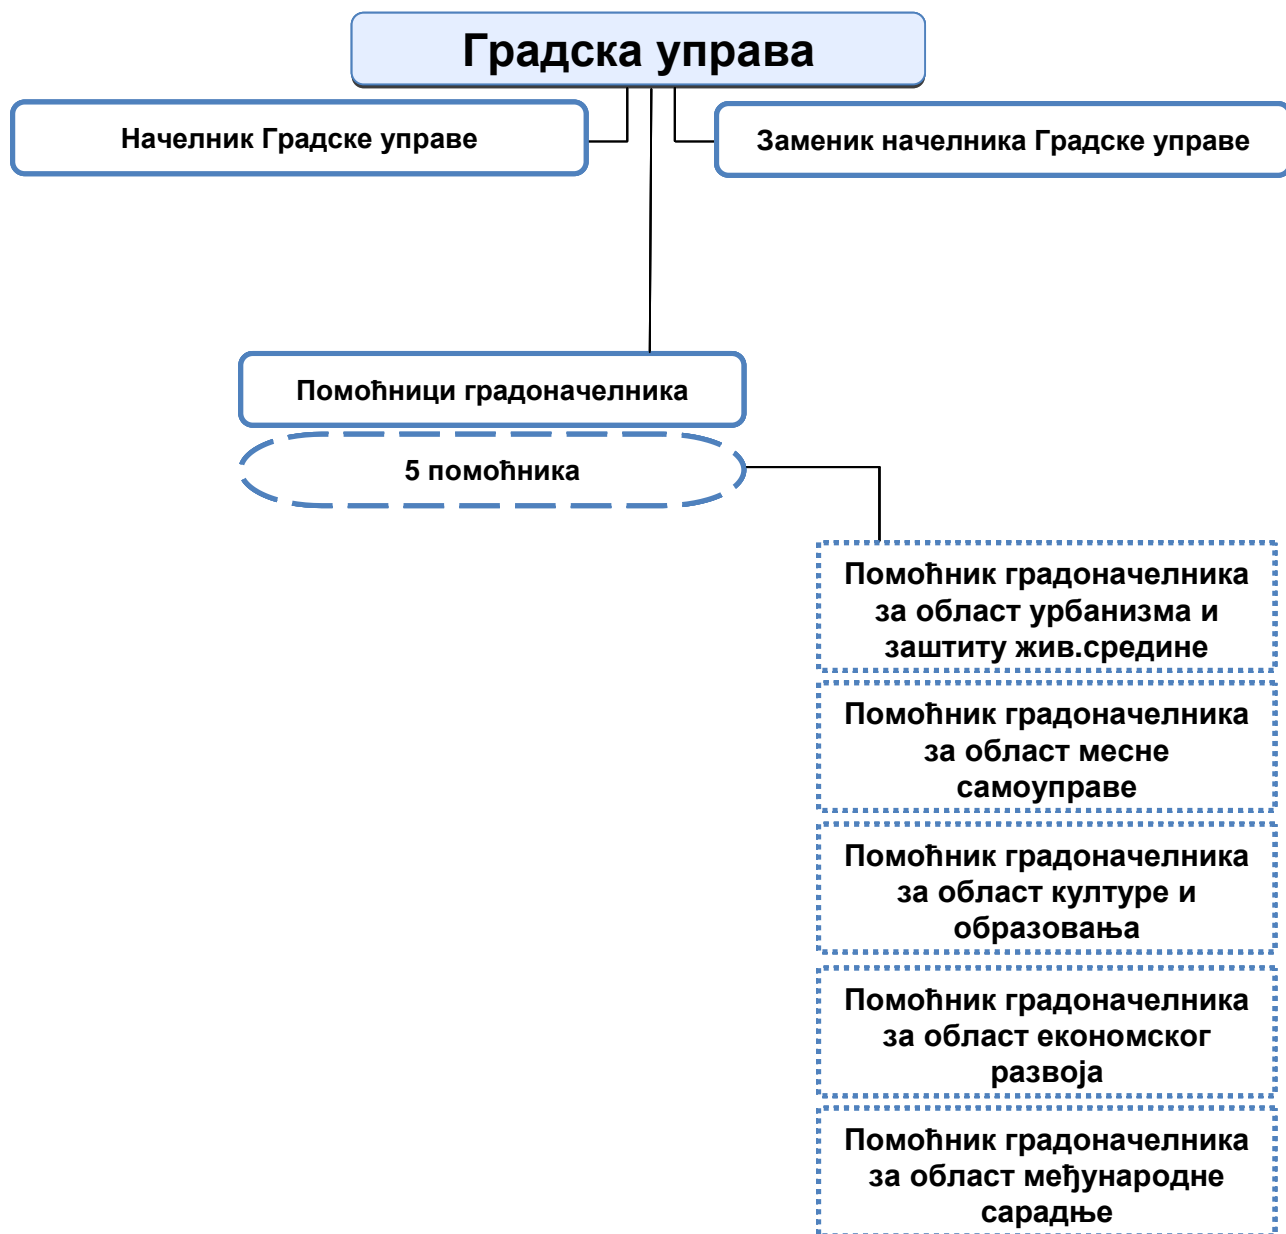 Градска управа
Начелник Градске управе
Заменик начелника Градске управе
Помоћници градоначелника
5 помоћника
Помоћник градоначелника
за област урбанизма и
заштиту жив.средине
Помоћник градоначелника
за област месне
самоуправе
Помоћник градоначелника
за област културе и
образовања
Помоћник градоначелника
за област економског
развоја
Помоћник градоначелника
за област међународне
сарадње